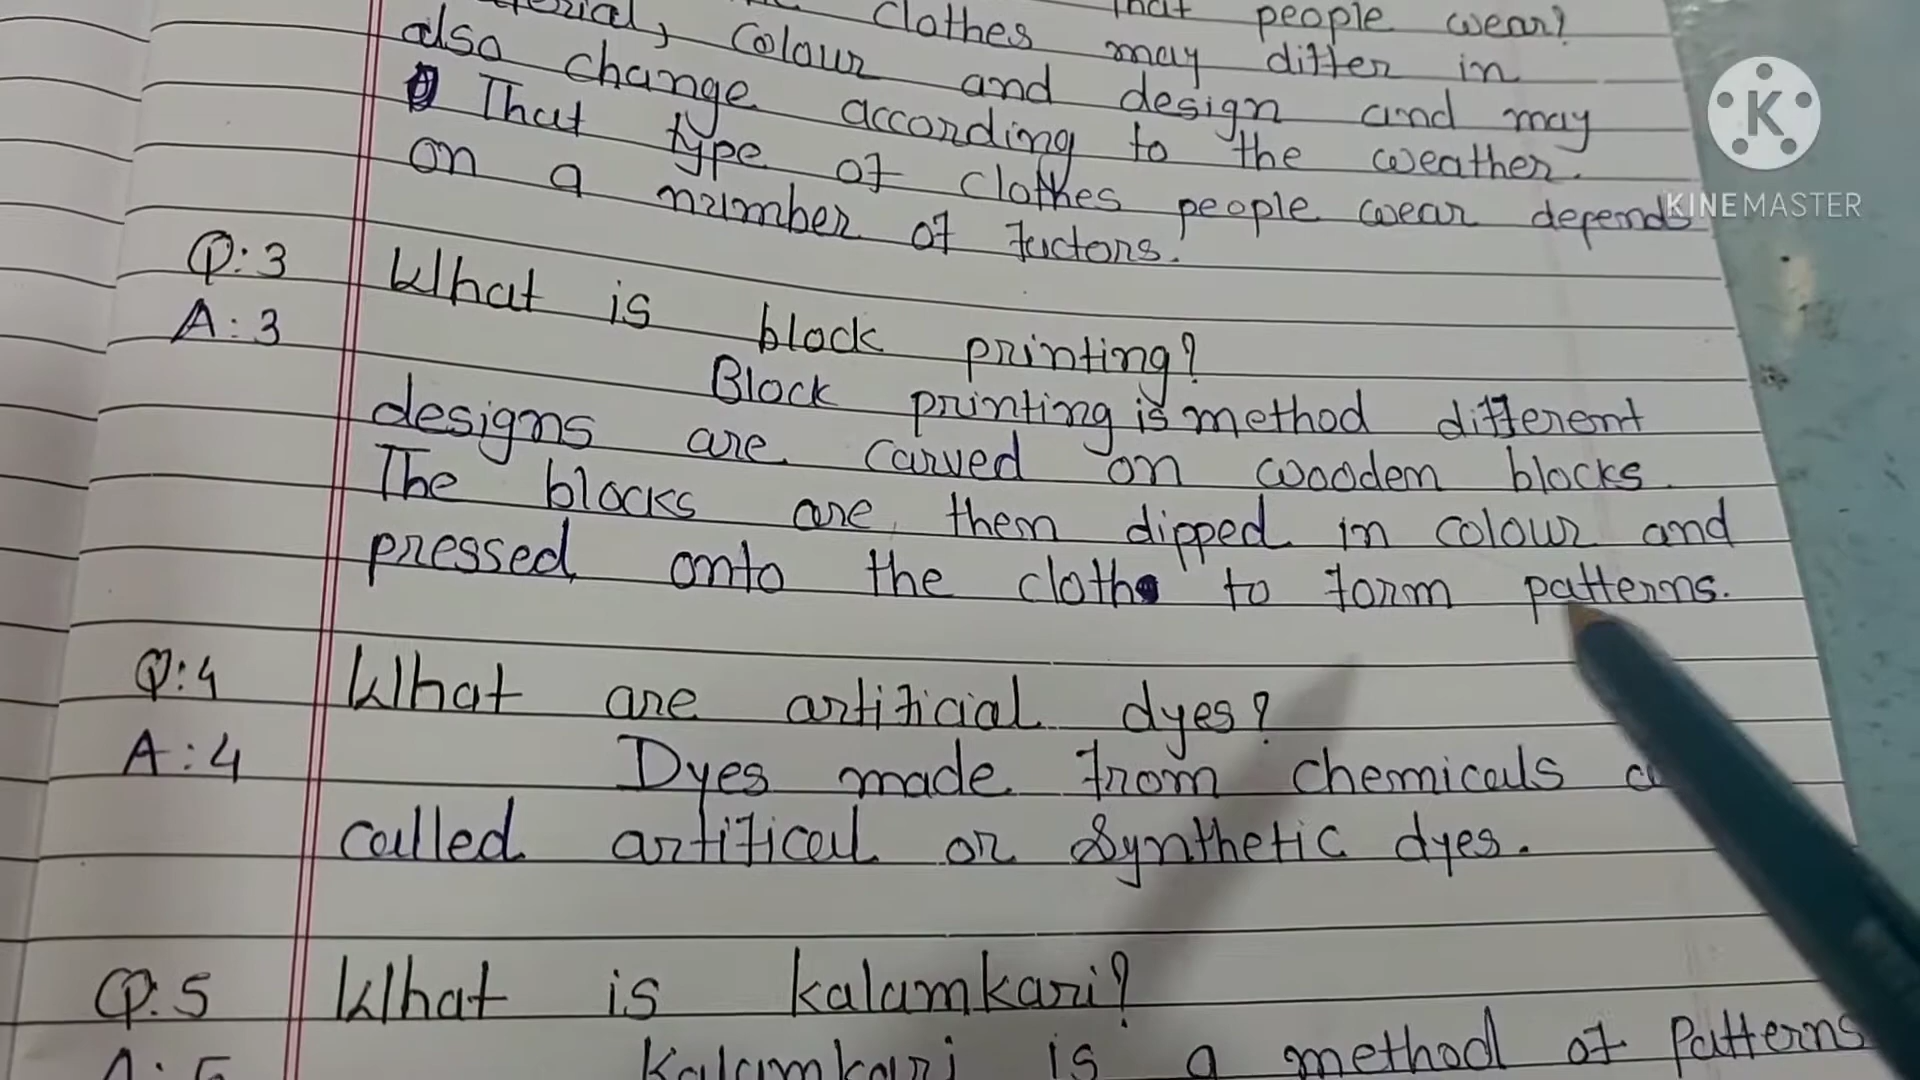 that people wear?
clothes may differ in
colour and design and may
also change according to the weather.
That type of clothes people wear depends
on a number of factors.
Q:3 What is block printing?
A:3 Block printing is method different
designs are carved on wooden blocks.
The blocks are then dipped in colour and
pressed onto the cloth to form patterns.
Q:4 What are artificial dyes?
A:4 Dyes made from chemicals
called artifical or Synthetic dyes.
Q.5 What is kalamkari?
Kalamkari is a method of Patterns
K
KINEMASTER